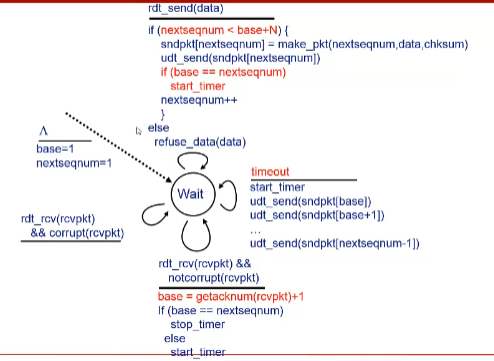 rdt_send(data)
if (nextseqnum < base+N) {
sndpkt[nextseqnum] = make_pkt(nextseqnum,data,chksum)
udt_send(sndpkt[nextseqnum])
if (base == nextseqnum)
start_timer
nextseqnum++
}
else
refuse_data(data)
Λ
base=1
nextseqnum=1
Wait
timeout
start_timer
udt_send(sndpkt[base])
udt_send(sndpkt[base+1])
…
udt_send(sndpkt[nextseqnum-1])
rdt_rcv(rcvpkt)
&& corrupt(rcvpkt)
rdt_rcv(rcvpkt) &&
notcorrupt(rcvpkt)
base = getacknum(rcvpkt)+1
If (base == nextseqnum)
stop_timer
else
start_timer